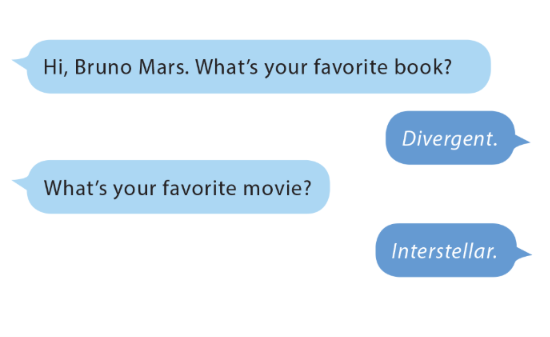 Hi, Bruno Mars. What’s your favorite book?
Divergent.
What’s your favorite movie?
Interstellar.